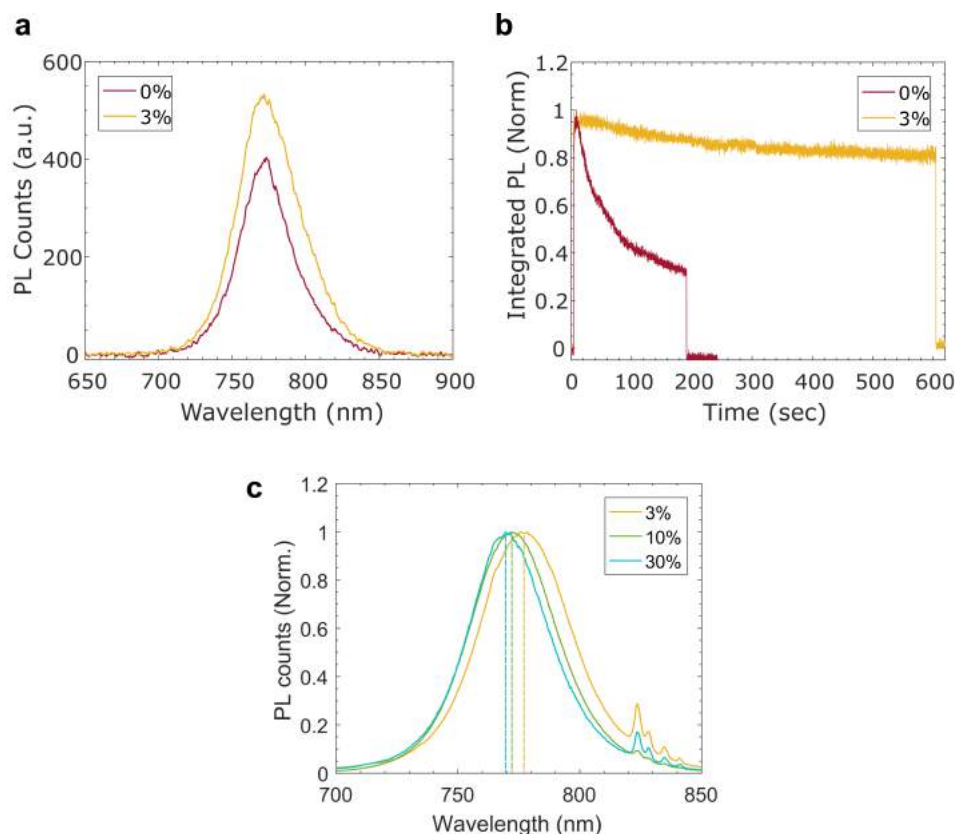 a
600
400
200
0
PL Counts (a.u.)
0%
3%
650 700 750 800 850 900
Wavelength (nm)
b
1.2
1
0.8
0.6
0.4
0.2
0
Integrated PL (Norm)
0%
3%
0 100 200 300 400 500 600
Time (sec)
c
1.2
1
0.8
0.6
0.4
0.2
0
PL counts (Norm.)
3%
10%
30%
700 750 800 850
Wavelength (nm)